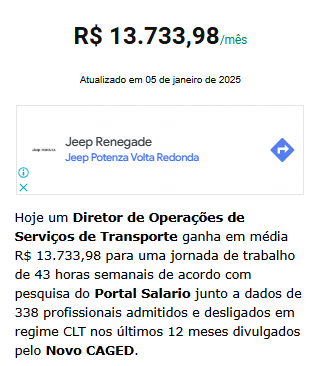 R$ 13.733,98/mês
Atualizado em 05 de janeiro de 2025
Jeep Renegade
Jeep Potenza Volta Redonda
Hoje um Diretor de Operações de
Serviços de Transporte ganha em média
R$ 13.733,98 para uma jornada de trabalho
de 43 horas semanais de acordo com
pesquisa do Portal Salario junto a dados de
338 profissionais admitidos e desligados em
regime CLT nos últimos 12 meses divulgados
pelo Novo CAGED.